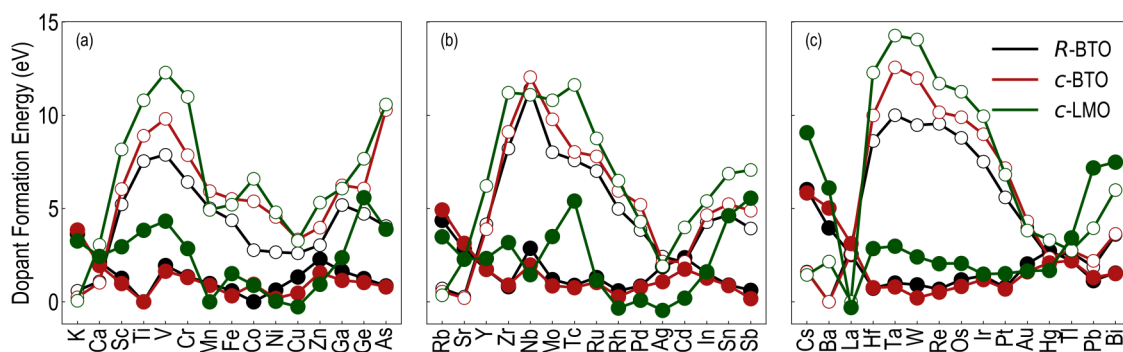 Dopant Formation Energy (eV)
15
10
5
0
(a)
(b)
(c)
R-BTO
c-BTO
c-LMO
K Ca Sc Ti V Cr Mn Fe Co Ni Cu Zn Ga Ge As
Rb Sr Y Zr Nb Mo Tc Ru Rh Pd Ag Cd In Sn Sb
Cs Ba La Hf Ta W Re Os Ir Pt Au Hg Tl Pb Bi